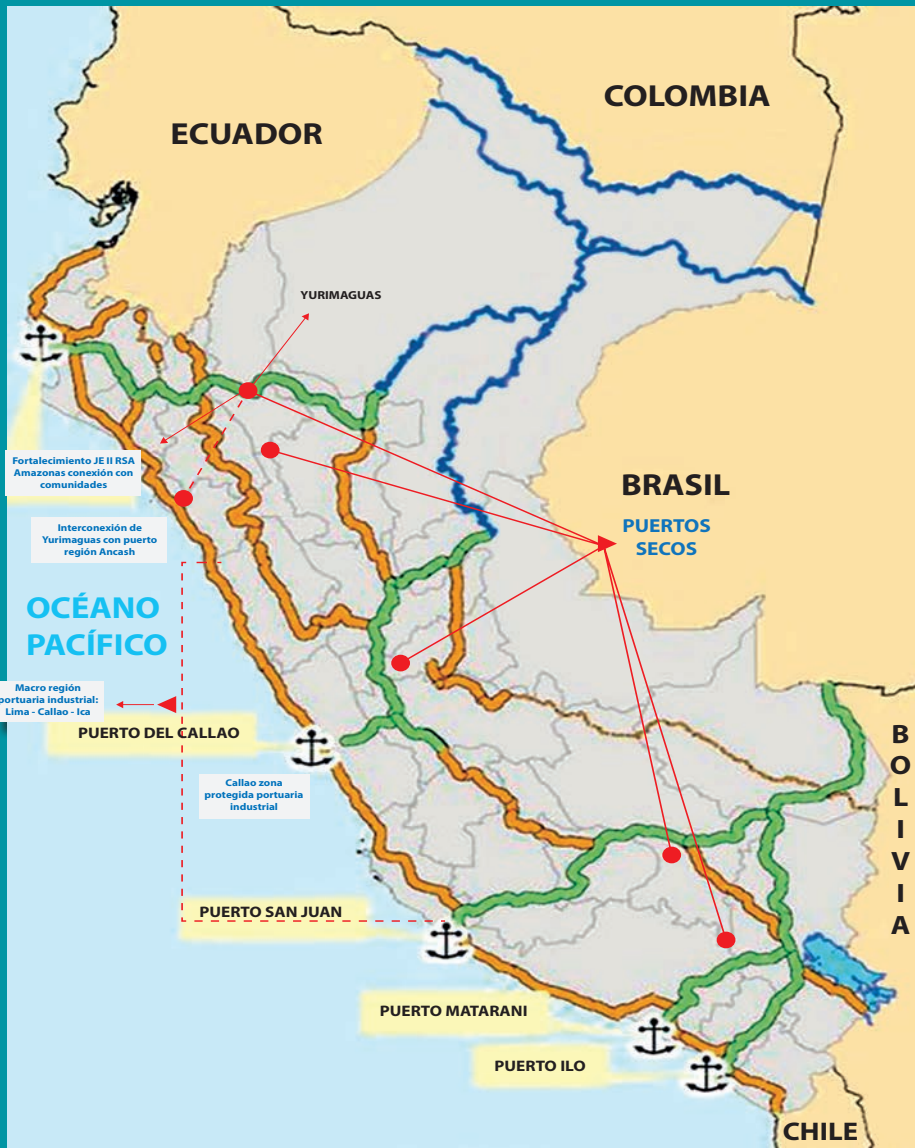 COLOMBIA
ECUADOR
YURIMAGUAS
Fortalecimiento JE II RSA
Amazonas conexión con
comunidades
BRASIL
PUERTOS
SECOS
Interconexión de
Yurimaguas con puerto
región Ancash
OCÉANO
PACÍFICO
Macro región
portuaria industrial:
Lima - Callao - Ica
PUERTO DEL CALLAO
Callao zona
protegida portuaria
industrial
B
O
L
I
V
I
A
PUERTO SAN JUAN
PUERTO MATARANI
PUERTO ILO
CHILE